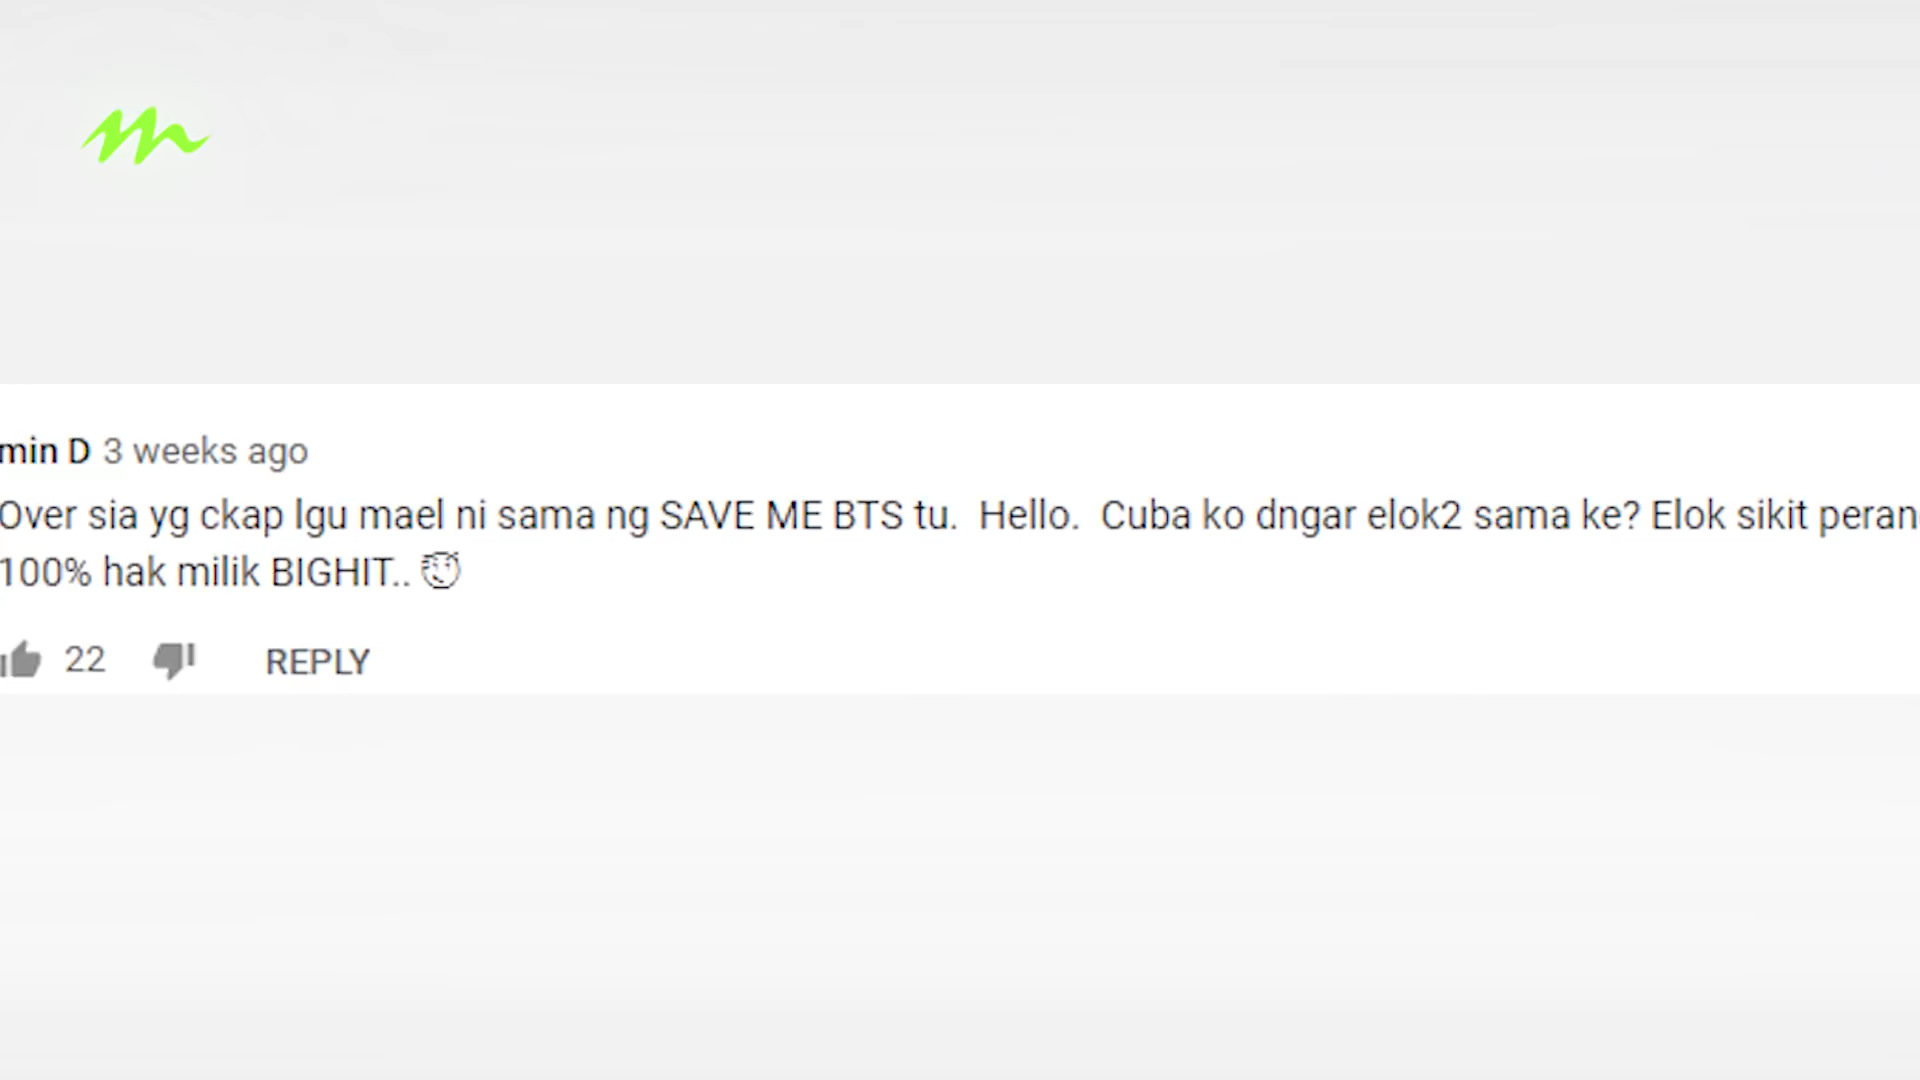 min D 3 weeks ago
Over sia yg ckap lgu mael ni sama ng SAVE ME BTS tu. Hello. Cuba ko dngar elok2 sama ke? Elok sikit peran
100% hak milik BIGHIT..
22 REPLY